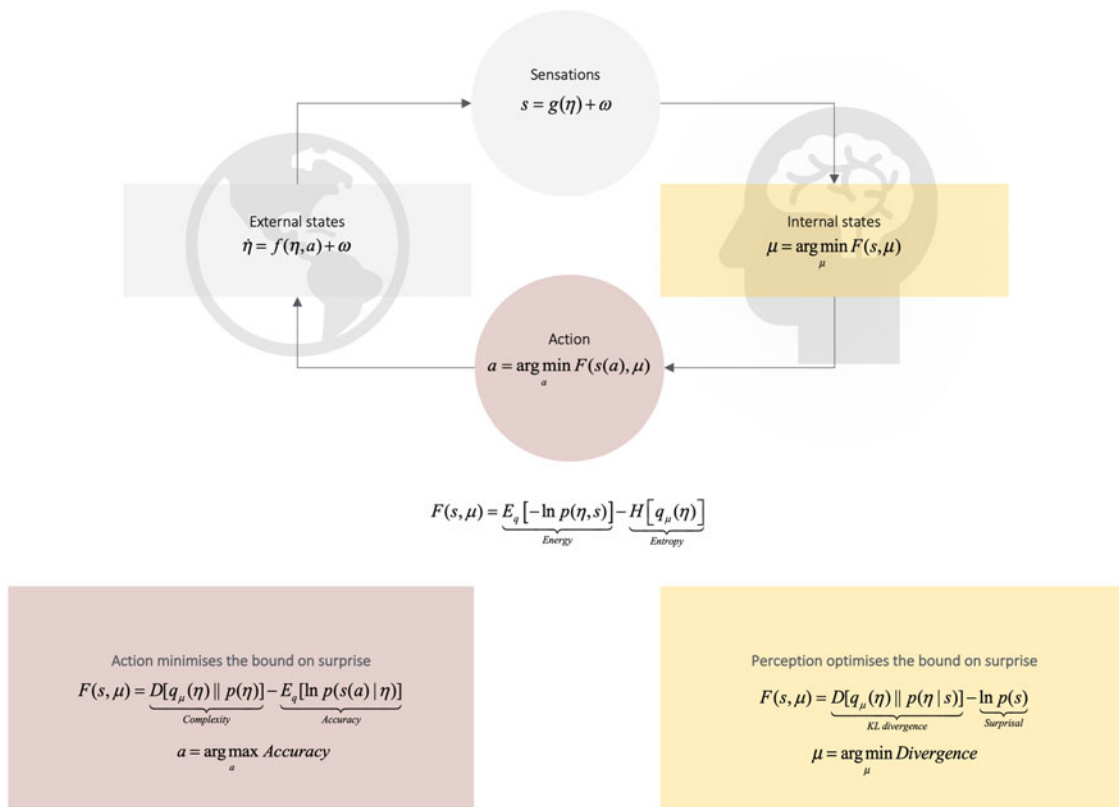 Sensations
s = g(η) + ω
External states
η̇ = f(η, a) + ω
Internal states
μ = arg min F(s, μ)
μ
Action
a = arg min F(s(a), μ)
a
F(s, μ) = E_q [−ln p(η, s)] − H[q_μ(η)]
Energy Entropy
Action minimises the bound on surprise
F(s, μ) = D[q_μ(η) || p(η)] − E_q[ln p(s(a) | η)]
Complexity Accuracy
a = arg max Accuracy
a
Perception optimises the bound on surprise
F(s, μ) = D[q_μ(η) || p(η | s)] − ln p(s)
KL divergence Surprisal
μ = arg min Divergence
μ